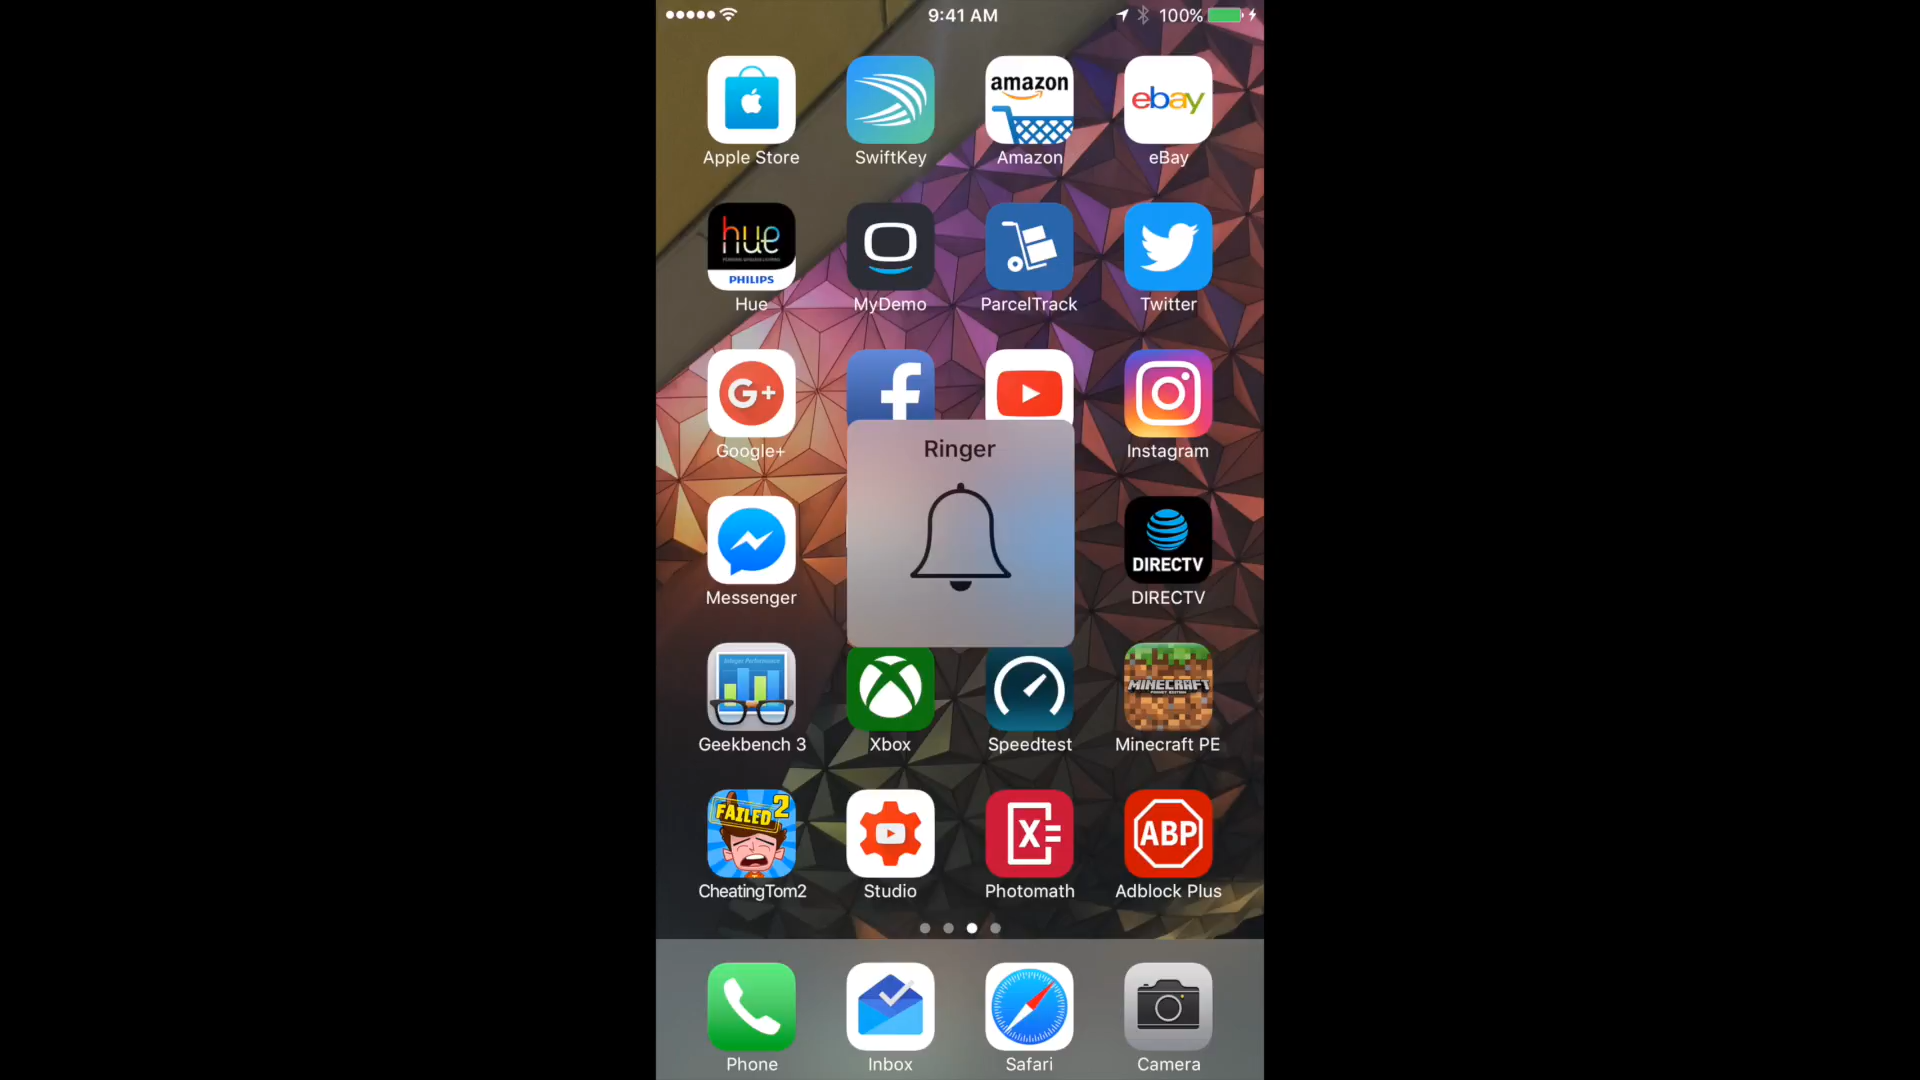 9:41 AM 100%
amazon
ebay
Apple Store SwiftKey Amazon eBay
hue
PHILIPS
Hue MyDemo ParcelTrack Twitter
G+
Ringer
Google+ Instagram
DIRECTV
Messenger DIRECTV
MINECRAFT
Geekbench 3 Xbox Speedtest Minecraft PE
FAILED 2
X=
ABP
CheatingTom2 Studio Photomath Adblock Plus
Phone Inbox Safari Camera